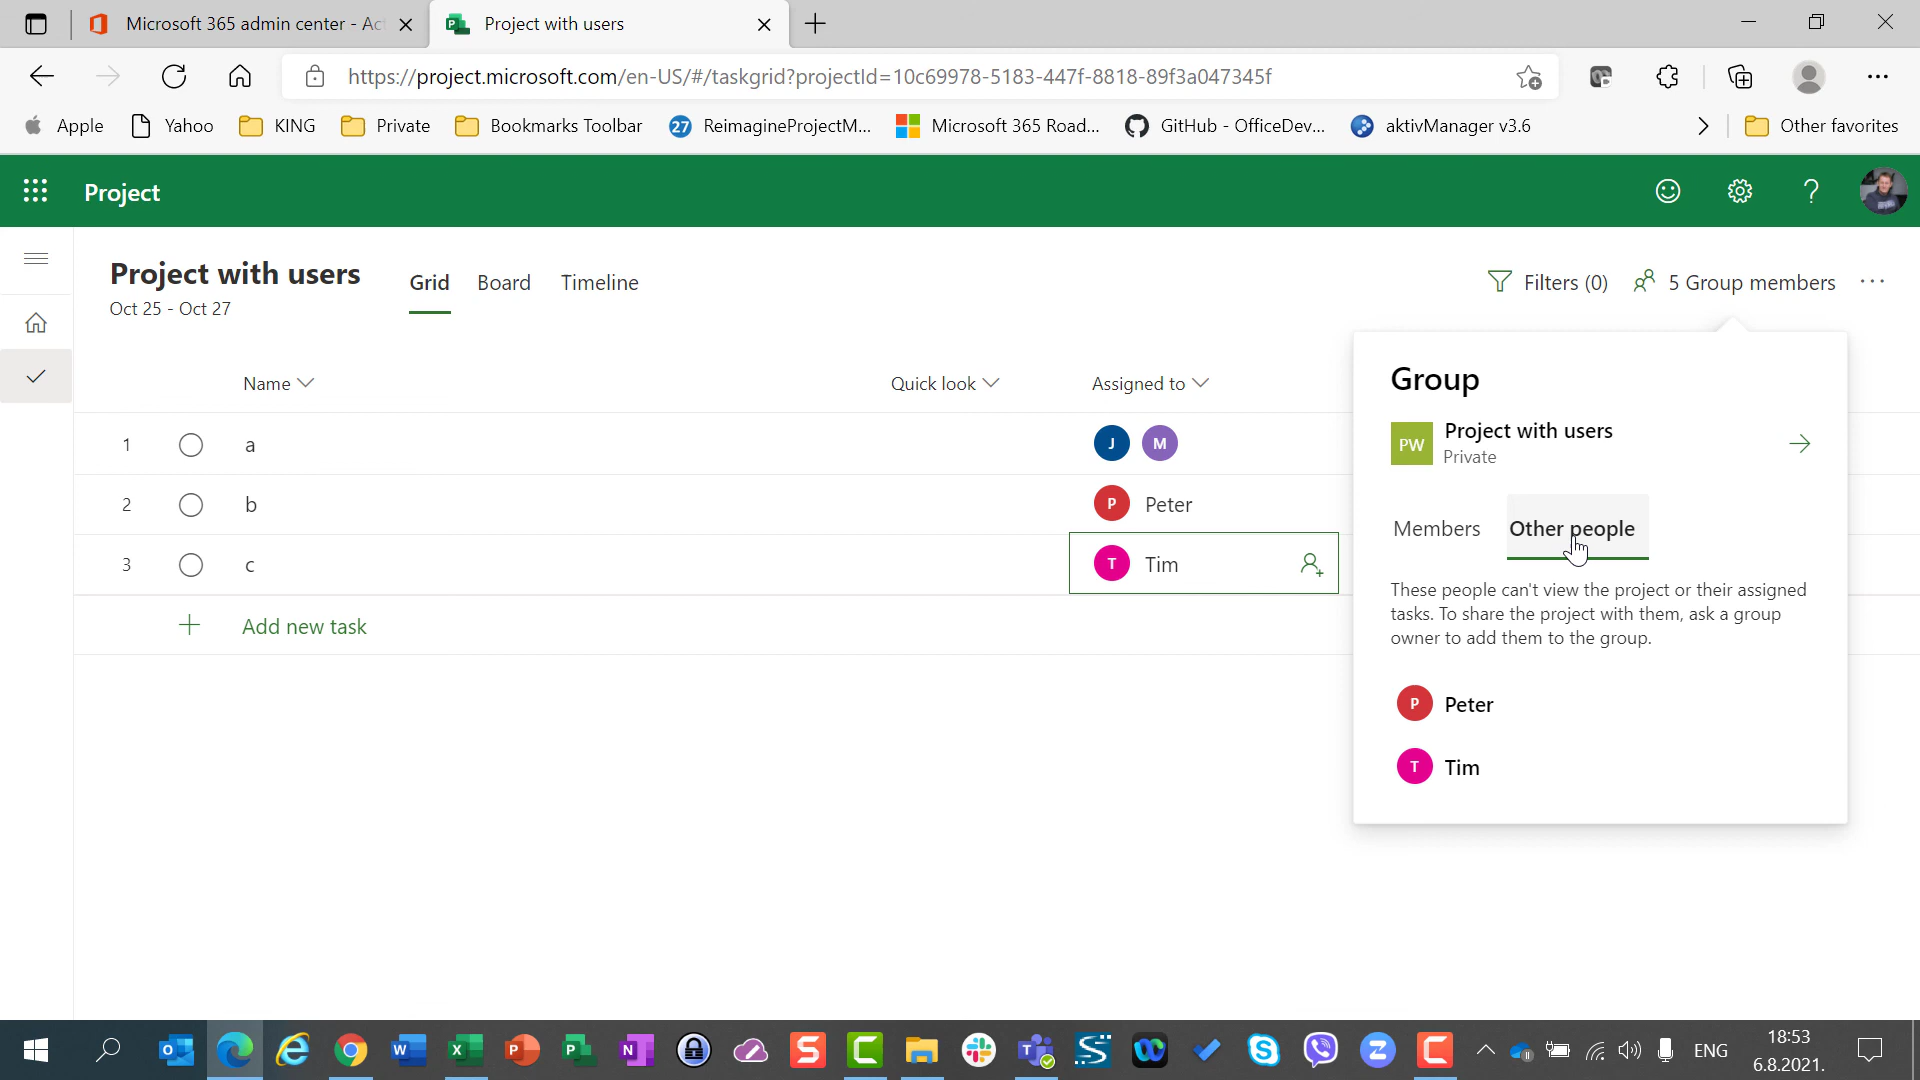 Microsoft 365 admin center - Act
Project with users
https://project.microsoft.com/en-US/#/taskgrid?projectId=10c69978-5183-447f-8818-89f3a047345f
Apple
Yahoo
KING
Private
Bookmarks Toolbar
27 ReimagineProjectM...
Microsoft 365 Road...
GitHub - OfficeDev...
aktivManager v3.6
Other favorites
Project
Project with users
Oct 25 - Oct 27
Grid
Board
Timeline
Filters (0)
5 Group members
Name
Quick look
Assigned to
1 a J M
2 b P Peter
3 c T Tim
Add new task
Group
PW Project with users
Private
Members
Other people
These people can't view the project or their assigned
tasks. To share the project with them, ask a group
owner to add them to the group.
P Peter
T Tim
ENG
18:53
6.8.2021.